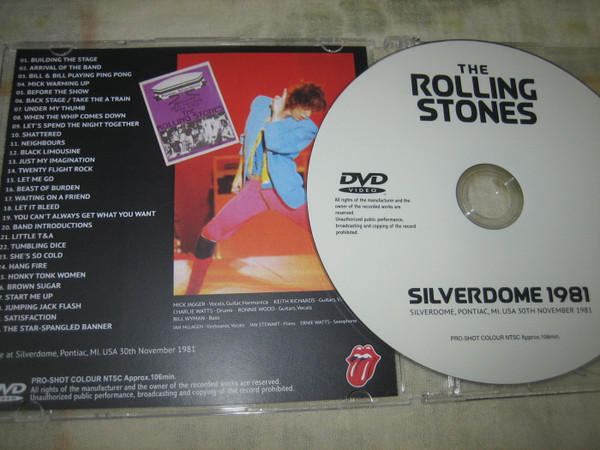 01. BUILDING THE STAGE
02. ARRIVAL OF THE BAND
03. BILL & BILL PLAYING PING PONG
04. MICK WARMING UP
05. BEFORE THE SHOW
06. BACK STAGE / TAKE THE A TRAIN
07. UNDER MY THUMB
08. WHEN THE WHIP COMES DOWN
09. LET'S SPEND THE NIGHT TOGETHER
10. SHATTERED
11. NEIGHBOURS
12. BLACK LIMOUSINE
13. JUST MY IMAGINATION
14. TWENTY FLIGHT ROCK
15. LET ME GO
16. BEAST OF BURDEN
17. WAITING ON A FRIEND
18. LET IT BLEED
19. YOU CAN'T ALWAYS GET WHAT YOU WANT
20. BAND INTRODUCTIONS
21. LITTLE T&A
22. TUMBLING DICE
23. SHE'S SO COLD
24. HANG FIRE
25. HONKY TONK WOMEN
26. BROWN SUGAR
27. START ME UP
JUMPING JACK FLASH
SATISFACTION
THE STAR-SPANGLED BANNER
at Silverdome, Pontiac, MI. USA 30th November 1981
THE
ROLLING STONES
MICK JAGGER - Vocals, Guitar, Harmonica KEITH RICHARDS - Guitars,
CHARLIE WATTS - Drums RONNIE WOOD - Guitars, Vocals
BILL WYMAN - Bass
IAN McLAGEN - Keyboards, Vocals IAN STEWART - Piano ERNIE WATTS - Saxophone
DVD
PRO-SHOT COLOUR NTSC Approx.106min.
All rights of the manufacturer and the owner of the recorded works are reserved.
Unauthorized public performance, broadcasting and copying of the record prohibited.
THE
ROLLING
STONES
DVD
VIDEO
All rights of the manufacturer and the
owner of the recorded works are
reserved.
Unauthorized public performance,
broadcasting and copying of the record
prohibited.
SILVERDOME 1981
SILVERDOME, PONTIAC, MI. USA 30TH NOVEMBER 1981
PRO-SHOT COLOUR NTSC Approx.106min.